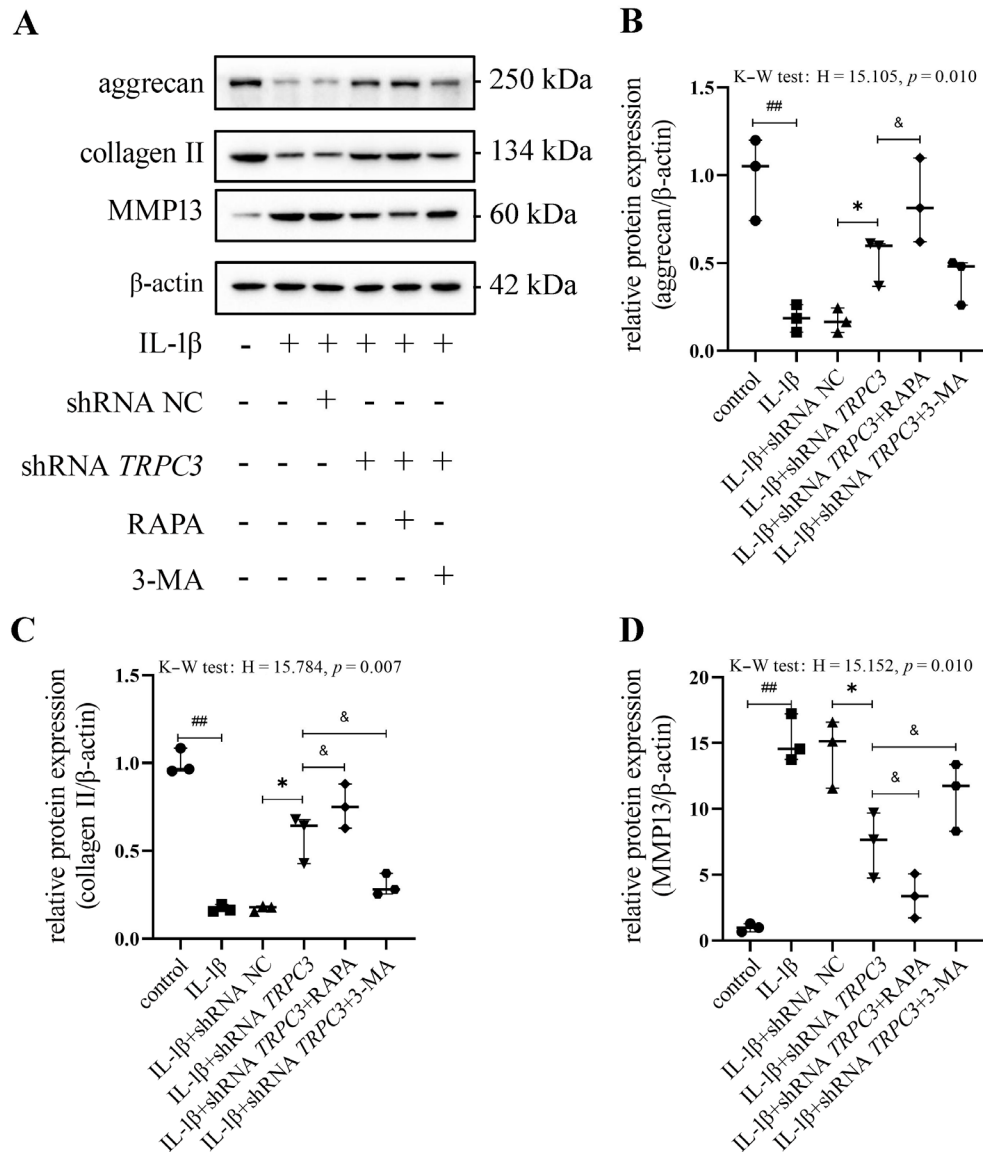 A
aggrecan
250 kDa
collagen II
134 kDa
MMP13
60 kDa
β-actin
42 kDa
IL-1β - + + + + +
shRNA NC - - + - - -
shRNA TRPC3 - - - + + +
RAPA - - - - + -
3-MA - - - - - +
B
K–W test: H = 15.105, p = 0.010
relative protein expression
(aggrecan/β-actin)
1.5
1.0
0.5
0.0
##
*
&
control
IL-1β
IL-1β+shRNA NC
IL-1β+shRNA TRPC3
IL-1β+shRNA TRPC3+RAPA
IL-1β+shRNA TRPC3+3-MA
C
K–W test: H = 15.784, p = 0.007
relative protein expression
(collagen II/β-actin)
1.5
1.0
0.5
0.0
##
*
&
&
control
IL-1β
IL-1β+shRNA NC
IL-1β+shRNA TRPC3
IL-1β+shRNA TRPC3+RAPA
IL-1β+shRNA TRPC3+3-MA
D
K–W test: H = 15.152, p = 0.010
relative protein expression
(MMP13/β-actin)
20
15
10
5
0
##
*
&
&
control
IL-1β
IL-1β+shRNA NC
IL-1β+shRNA TRPC3
IL-1β+shRNA TRPC3+RAPA
IL-1β+shRNA TRPC3+3-MA